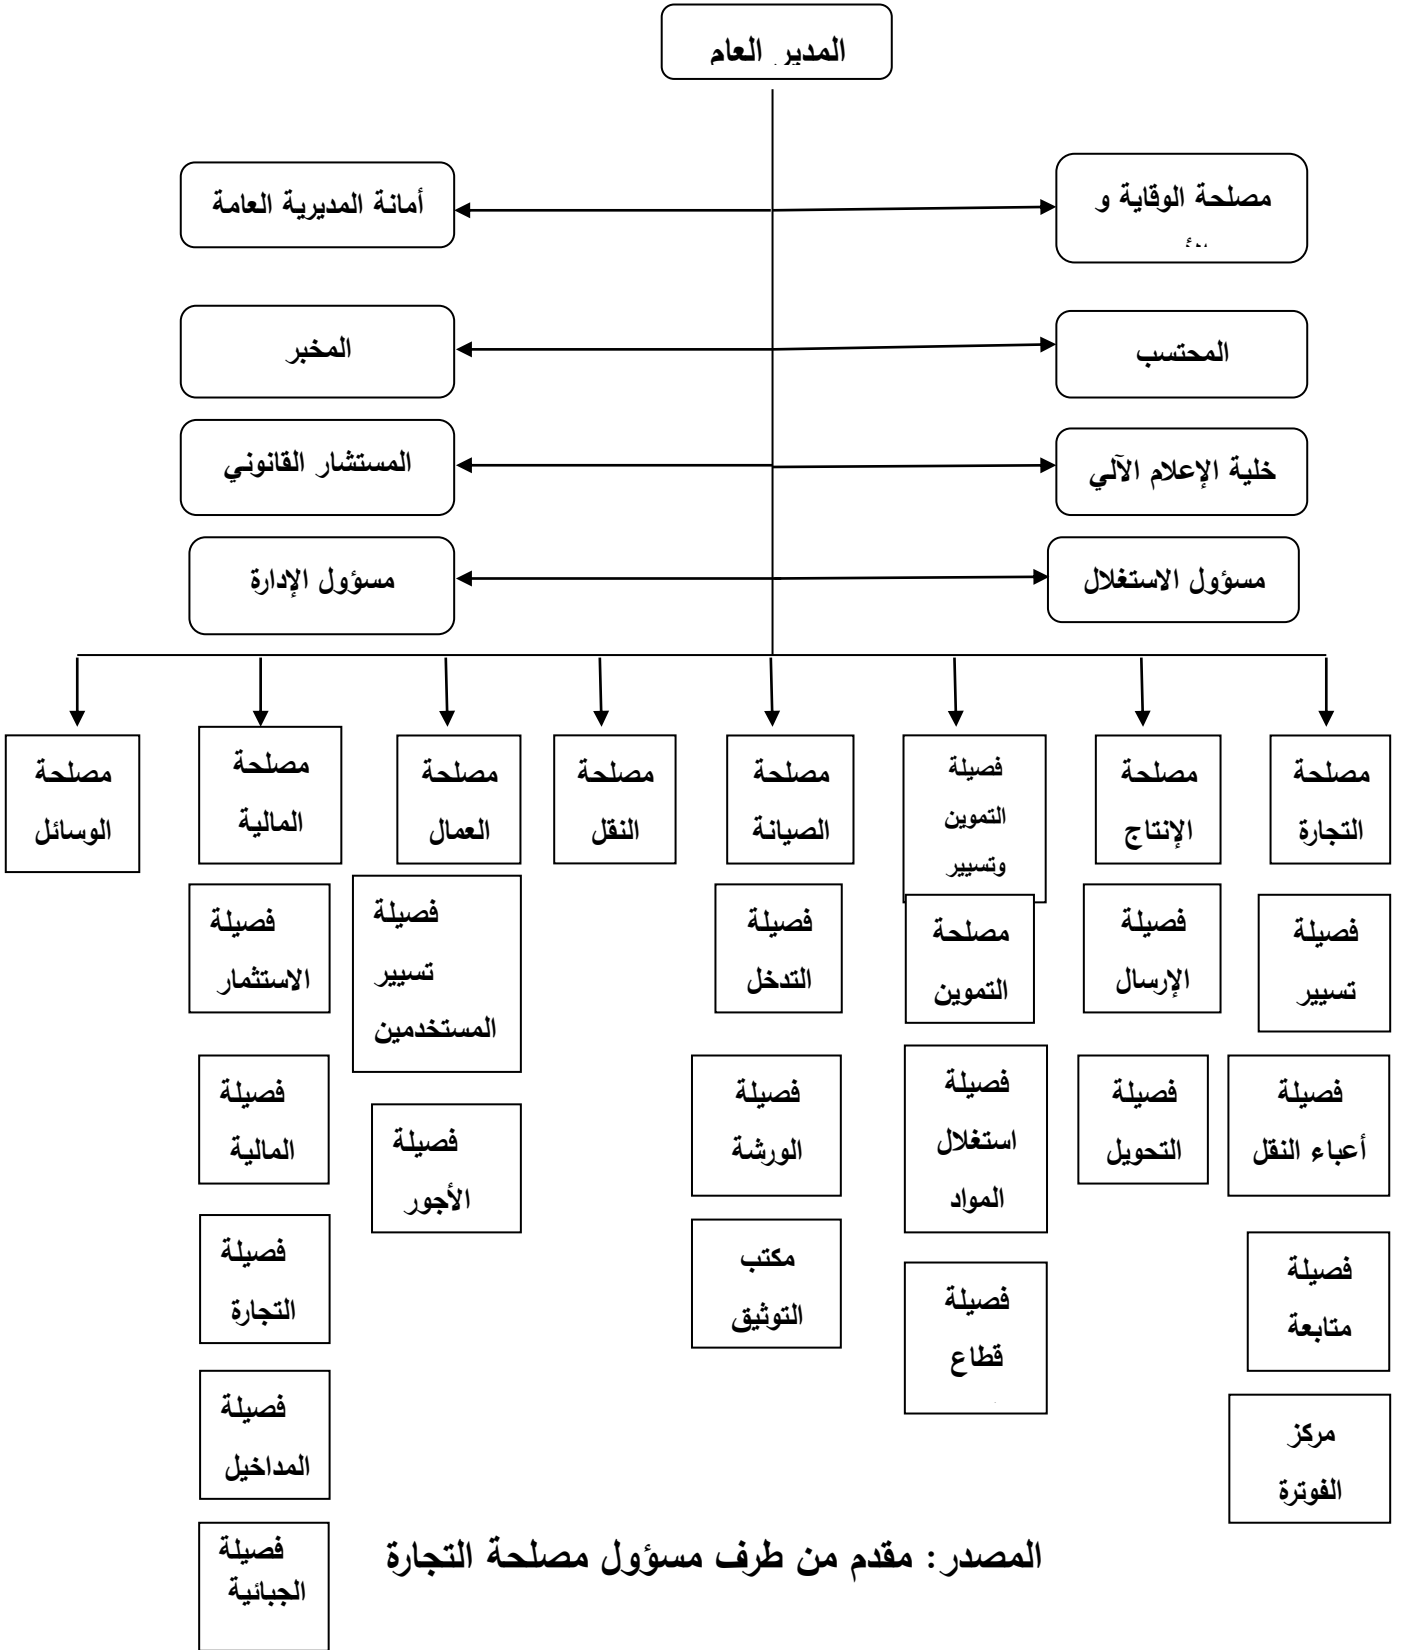 المدير العام
مصلحة الوقاية و
أمانة المديرية العامة
المحتسب
المخبر
خلية الإعلام الآلي
المستشار القانوني
مسؤول الاستغلال
مسؤول الإدارة
مصلحة
التجارة
مصلحة
الإنتاج
فصيلة
التموين
وتسيير
مصلحة
الصيانة
مصلحة
النقل
مصلحة
العمال
مصلحة
المالية
مصلحة
الوسائل
فصيلة
تسيير
فصيلة
أعباء النقل
فصيلة
متابعة
مركز
الفوترة
فصيلة
الإرسال
فصيلة
التحويل
مصلحة
التموين
فصيلة
استغلال
المواد
فصيلة
قطاع
فصيلة
التدخل
فصيلة
الورشة
مكتب
التوثيق
فصيلة
تسيير
المستخدمين
فصيلة
الأجور
فصيلة
الاستثمار
فصيلة
المالية
فصيلة
التجارة
فصيلة
المداخيل
فصيلة
الجبائية
المصدر: مقدم من طرف مسؤول مصلحة التجارة